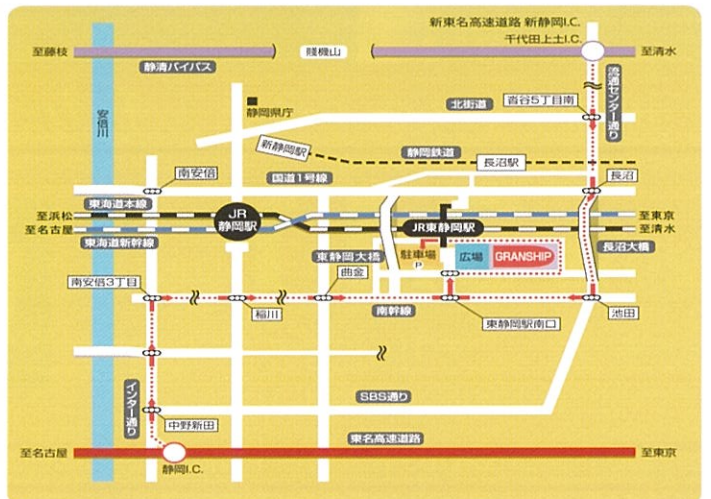 新東名高速道路 新静岡I.C.
千代田上土I.C.
至藤枝
賤機山
至清水
静清バイパス
流通センター通り
安倍川
静岡県庁
北街道
沓谷5丁目南
新静岡駅
静岡鉄道
長沼駅
南安倍
国道1号線
長沼
東海道本線
至浜松
至名古屋
東海道新幹線
JR
静岡駅
JR東静岡駅
至東京
至清水
東静岡大橋
駐車場
P
広場
GRANSHIP
長沼大橋
南安倍3丁目
曲金
稲川
南幹線
東静岡駅南口
池田
インター通り
SBS通り
中野新田
東名高速道路
至名古屋
至東京
静岡I.C.